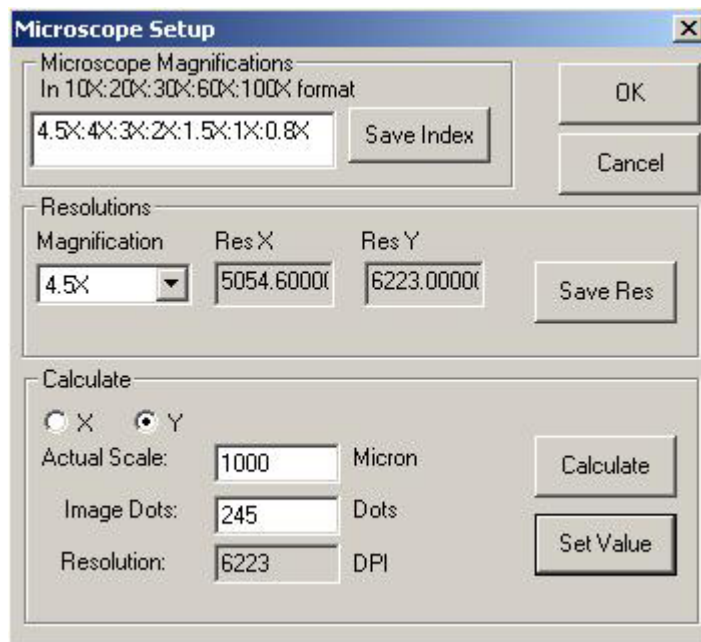 Microscope Setup
Microscope Magnifications
In 10X:20X:30X:60X:100X format
4.5X:4X:3X:2X:1.5X:1X:0.8X
Save Index
OK
Cancel
Resolutions
Magnification Res X Res Y
4.5X 5054.6000( 6223.0000(
Save Res
Calculate
X Y
Actual Scale: 1000 Micron
Calculate
Image Dots: 245 Dots
Set Value
Resolution: 6223 DPI